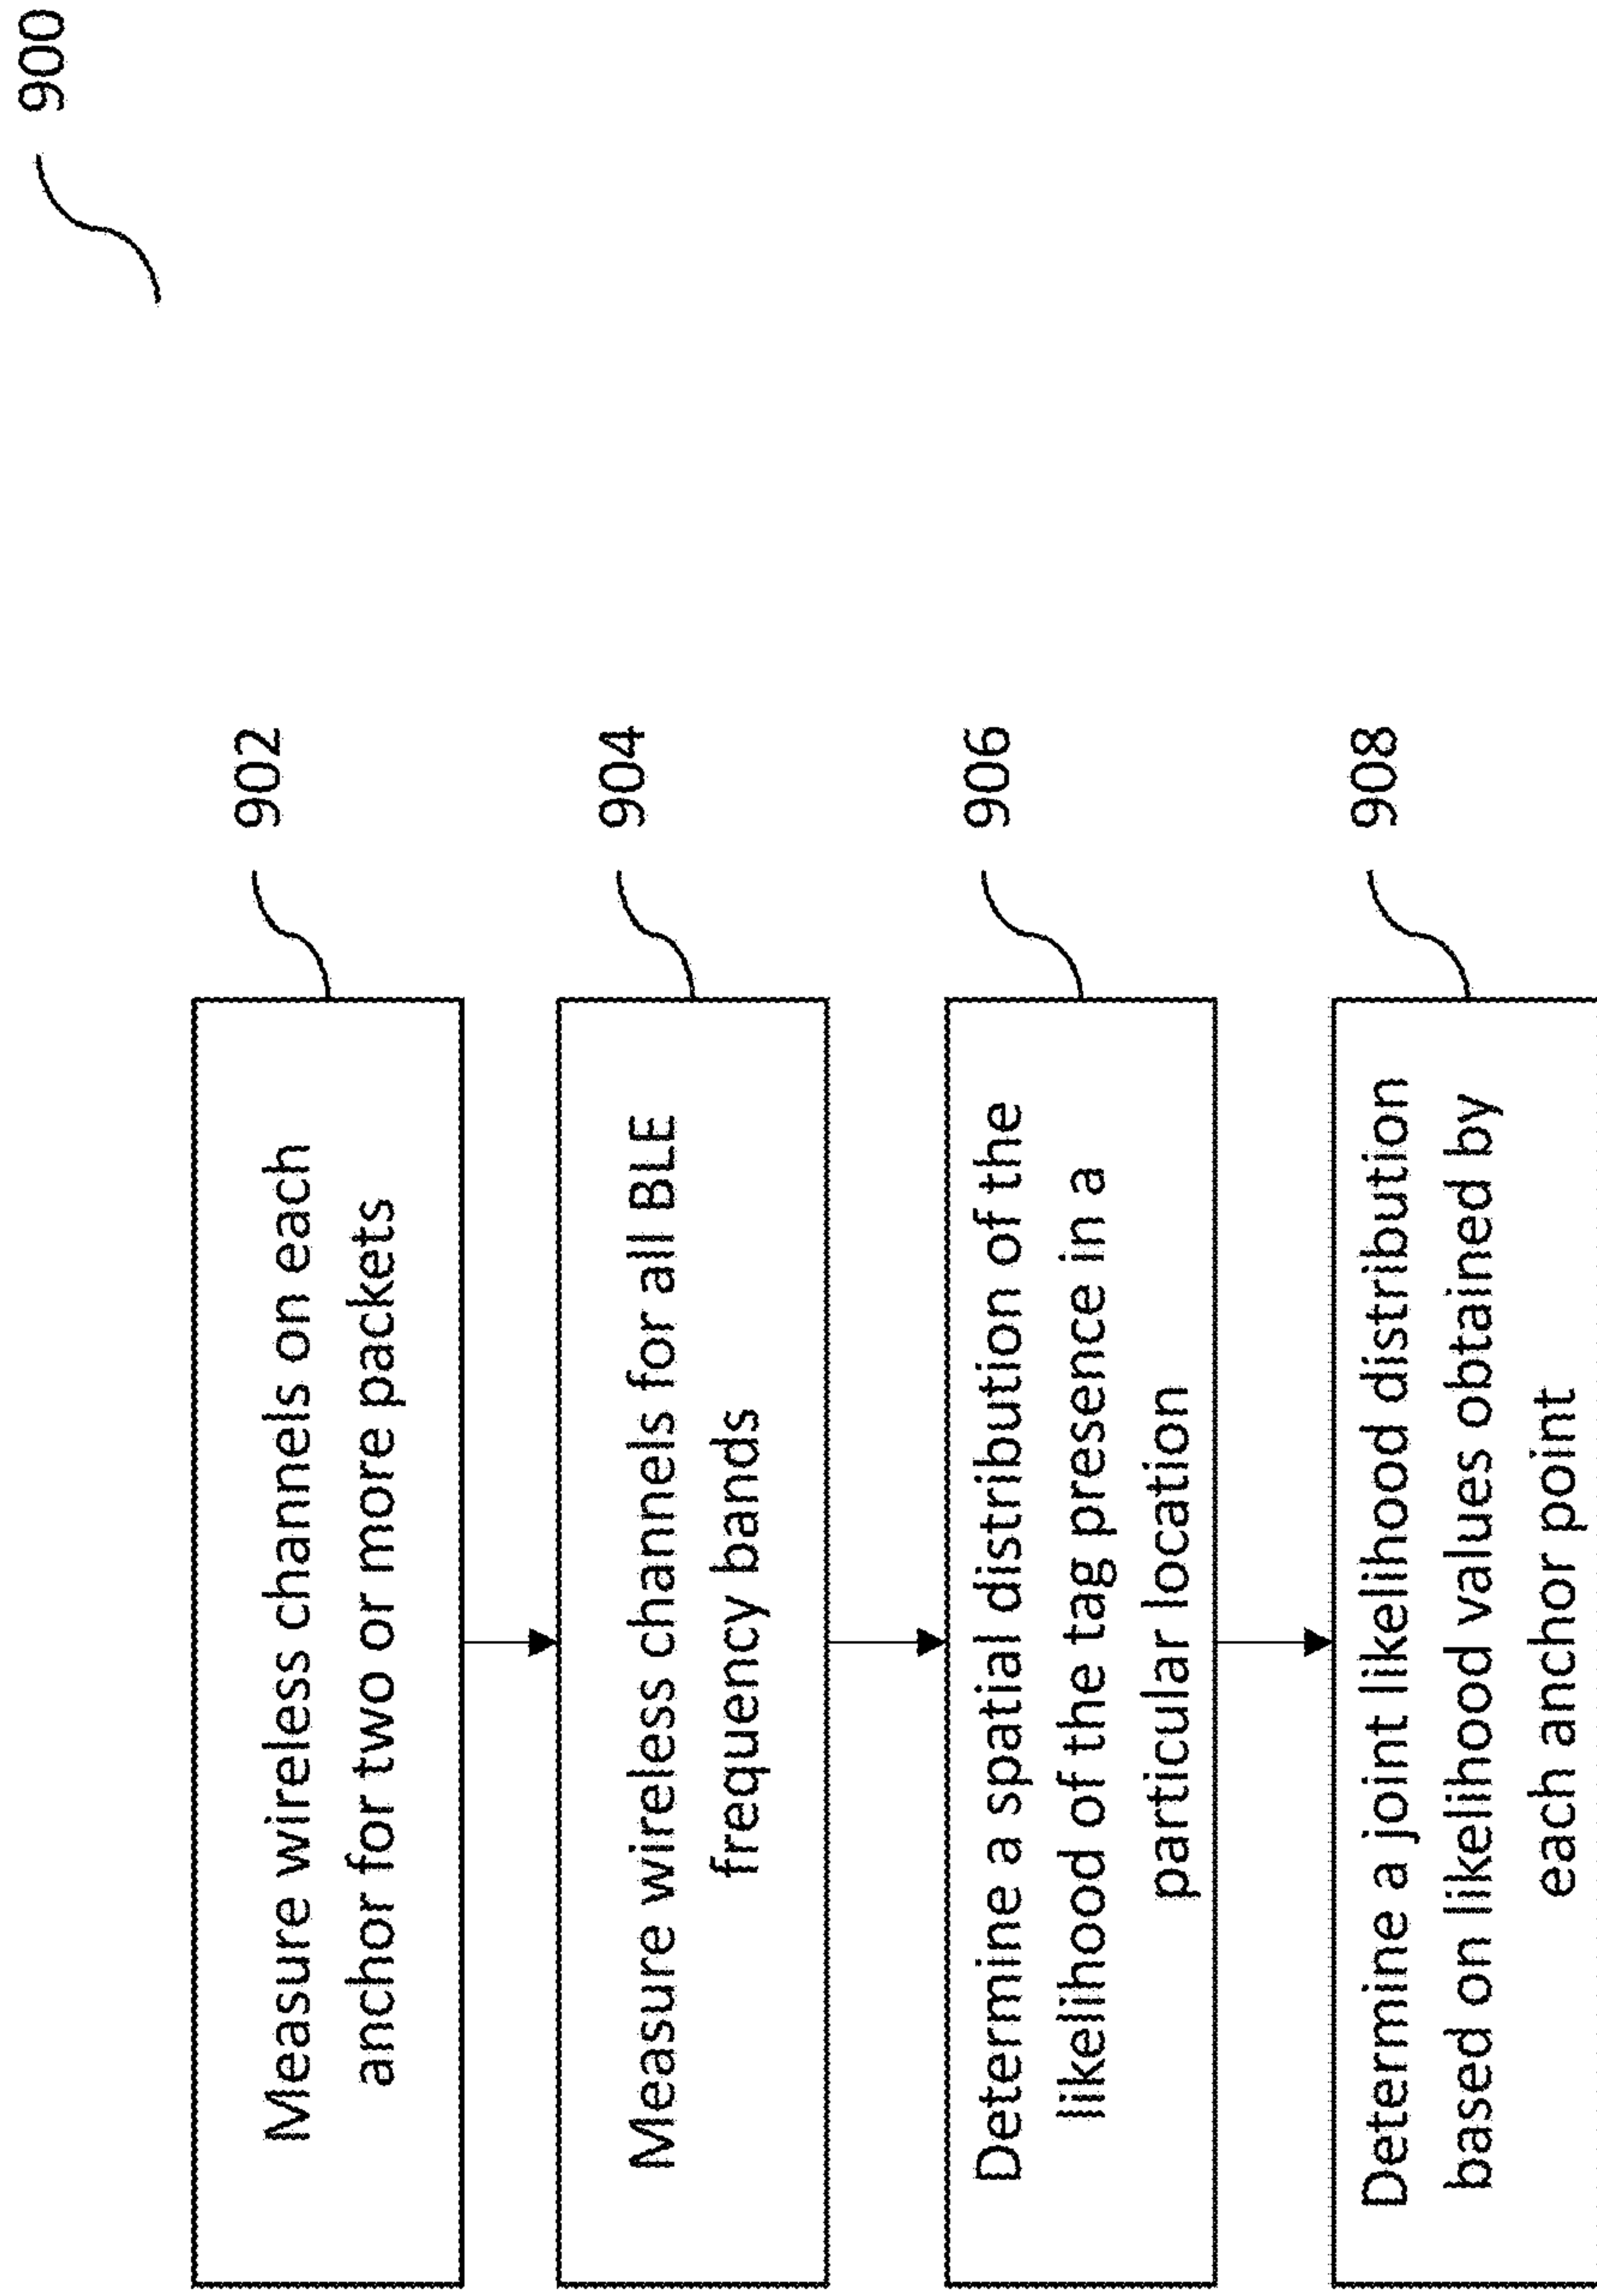 900
902
Measure wireless channels on each
anchor for two or more packets
904
Measure wireless channels for all BLE
frequency bands
906
Determine a spatial distribution of the
likelihood of the tag presence in a
particular location
908
Determine a joint likelihood distribution
based on likelihood values obtained by
each anchor point